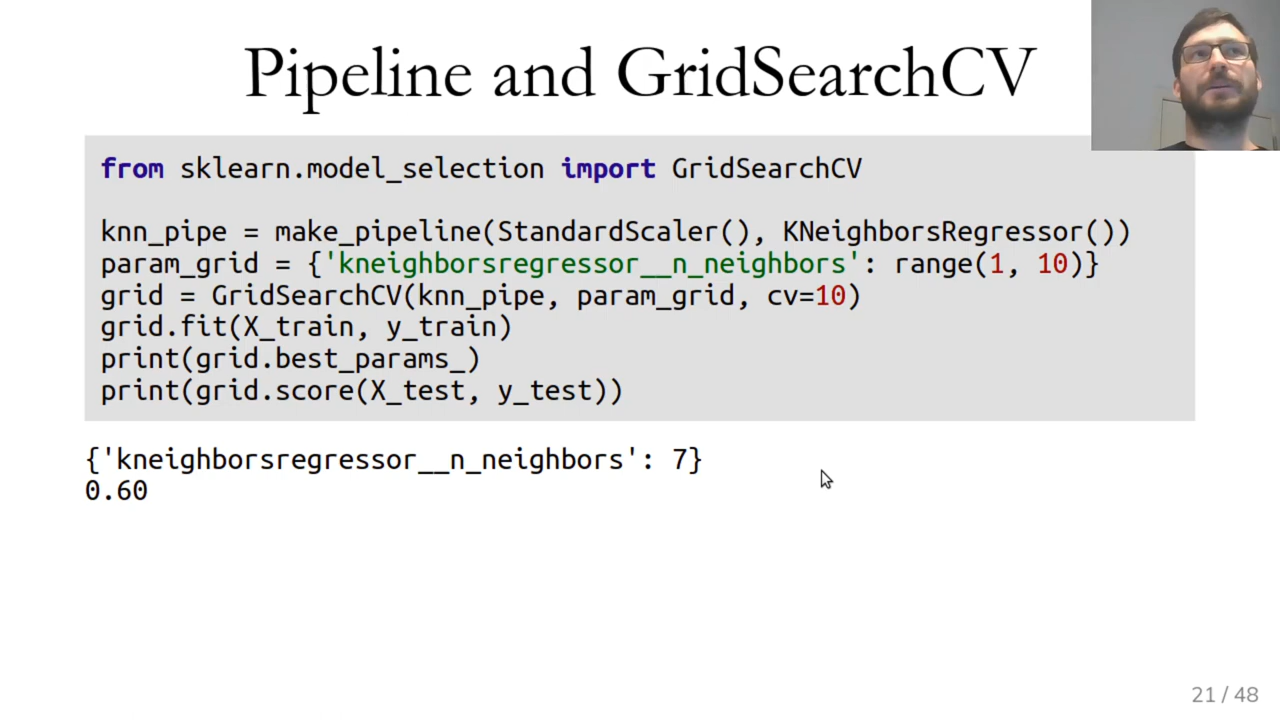 Pipeline and GridSearchCV
from sklearn.model_selection import GridSearchCV
knn_pipe = make_pipeline(StandardScaler(), KNeighborsRegressor())
param_grid = {'kneighborsregressor__n_neighbors': range(1, 10)}
grid = GridSearchCV(knn_pipe, param_grid, cv=10)
grid.fit(X_train, y_train)
print(grid.best_params_)
print(grid.score(X_test, y_test))
{'kneighborsregressor__n_neighbors': 7}
0.60
21 / 48